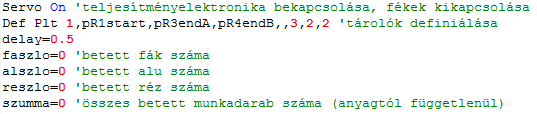 Servo On 'teljesítményelektronika bekapcsolása, fékek kikapcsolása
Def Plt 1,pR1start,pR3endA,pR4endB,,3,2,2 'tárolók definiálása
delay=0.5
faszlo=0 'betett fák száma
alszlo=0 'betett alu száma
reszlo=0 'betett réz száma
szumma=0 'összes betett munkadarab száma (anyagtól függetlenül)